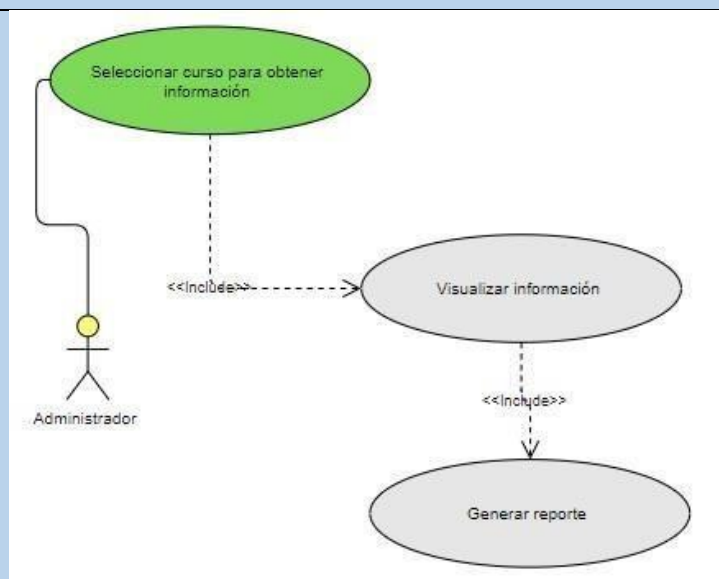 Seleccionar curso para obtener
información
<<Include>>
Visualizar información
<<Include>>
Administrador
Generar reporte